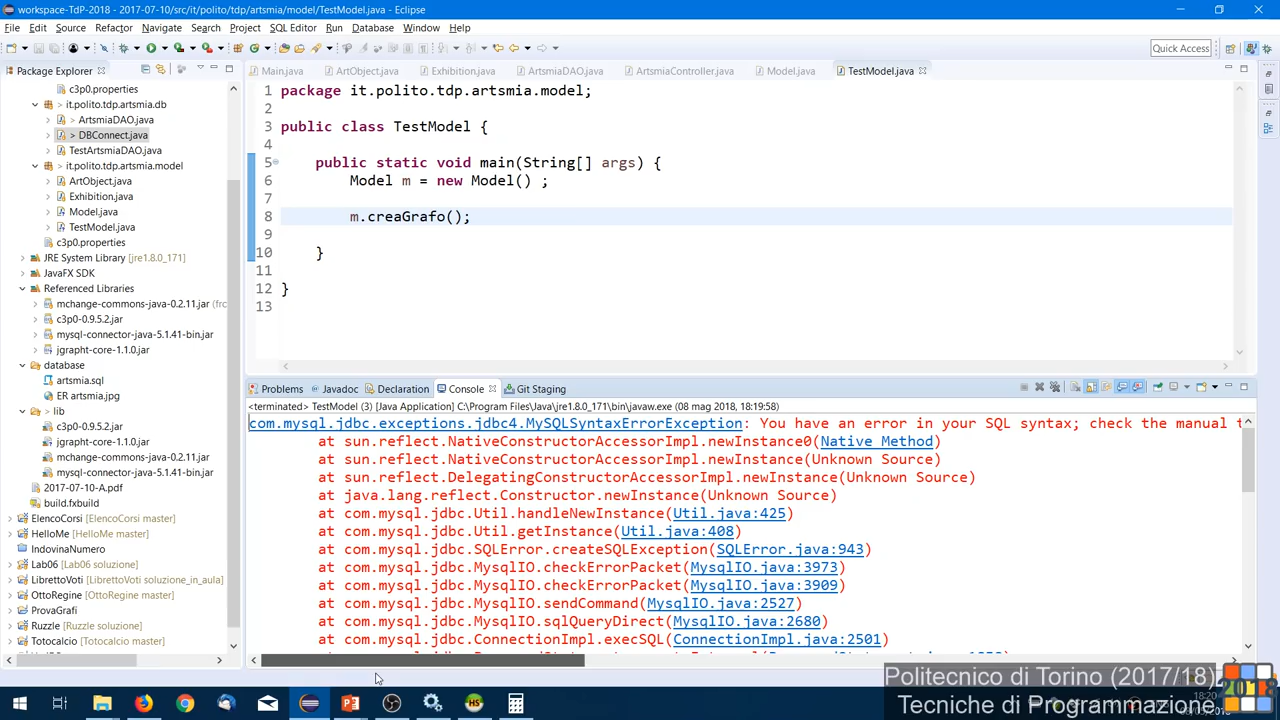 workspace-TdP-2018 - 2017-07-10/src/it/polito/tdp/artsmia/model/TestModel.java - Eclipse
File Edit Source Refactor Navigate Search Project SQL Editor Run Database Window Help
Quick Access
Package Explorer
Main.java ArtObject.java Exhibition.java ArtsmiaDAO.java ArtsmiaController.java Model.java TestModel.java
c3p0.properties
> it.polito.tdp.artsmia.db
> ArtsmiaDAO.java
> DBConnect.java
TestArtsmiaDAO.java
> it.polito.tdp.artsmia.model
ArtObject.java
Exhibition.java
Model.java
TestModel.java
c3p0.properties
JRE System Library [jre1.8.0_171]
JavaFX SDK
Referenced Libraries
mchange-commons-java-0.2.11.jar (frc
c3p0-0.9.5.2.jar
mysql-connector-java-5.1.41-bin.jar
jgrapht-core-1.1.0.jar
database
artsmia.sql
ER artsmia.jpg
> lib
c3p0-0.9.5.2.jar
jgrapht-core-1.1.0.jar
mchange-commons-java-0.2.11.jar
mysql-connector-java-5.1.41-bin.jar
2017-07-10-A.pdf
build.fxbuild
ElencoCorsi [ElencoCorsi master]
HelloMe [HelloMe master]
IndovinaNumero
Lab06 [Lab06 soluzione]
LibrettoVoti [LibrettoVoti soluzione_in_aula]
OttoRegine [OttoRegine master]
ProvaGrafi
Ruzzle [Ruzzle soluzione]
Totocalcio [Totocalcio master]
1 package it.polito.tdp.artsmia.model;
2
3 public class TestModel {
4
5 public static void main(String[] args) {
6 Model m = new Model() ;
7
8 m.creaGrafo();
9
10 }
11
12 }
13
Problems Javadoc Declaration Console Git Staging
<terminated> TestModel (3) [Java Application] C:\Program Files\Java\jre1.8.0_171\bin\javaw.exe (08 mag 2018, 18:19:58)
com.mysql.jdbc.exceptions.jdbc4.MySQLSyntaxErrorException: You have an error in your SQL syntax; check the manual t
at sun.reflect.NativeConstructorAccessorImpl.newInstance0(Native Method)
at sun.reflect.NativeConstructorAccessorImpl.newInstance(Unknown Source)
at sun.reflect.DelegatingConstructorAccessorImpl.newInstance(Unknown Source)
at java.lang.reflect.Constructor.newInstance(Unknown Source)
at com.mysql.jdbc.Util.handleNewInstance(Util.java:425)
at com.mysql.jdbc.Util.getInstance(Util.java:408)
at com.mysql.jdbc.SQLError.createSQLException(SQLError.java:943)
at com.mysql.jdbc.MysqlIO.checkErrorPacket(MysqlIO.java:3973)
at com.mysql.jdbc.MysqlIO.checkErrorPacket(MysqlIO.java:3909)
at com.mysql.jdbc.MysqlIO.sendCommand(MysqlIO.java:2527)
at com.mysql.jdbc.MysqlIO.sqlQueryDirect(MysqlIO.java:2680)
at com.mysql.jdbc.ConnectionImpl.execSQL(ConnectionImpl.java:2501)
Politecnico di Torino (2017/18)
Tecniche di Programmazione
2018